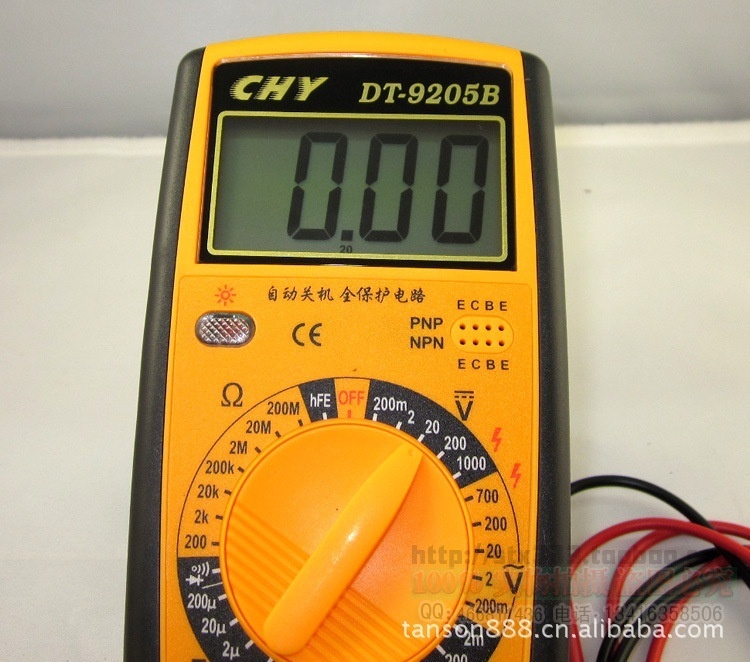 CHY DT-9205B
0.00
20
自动关机 全保护电路
E C B E
PNP
NPN
CE
E C B E
Ω
hFE
OFF
200m
2
20
200
1000
V
200M
20M
2M
200k
20k
2k
200
200μ
20μ
2μ
700
200
20
2
200m
V
2m
tanson888.cn.alibaba.com